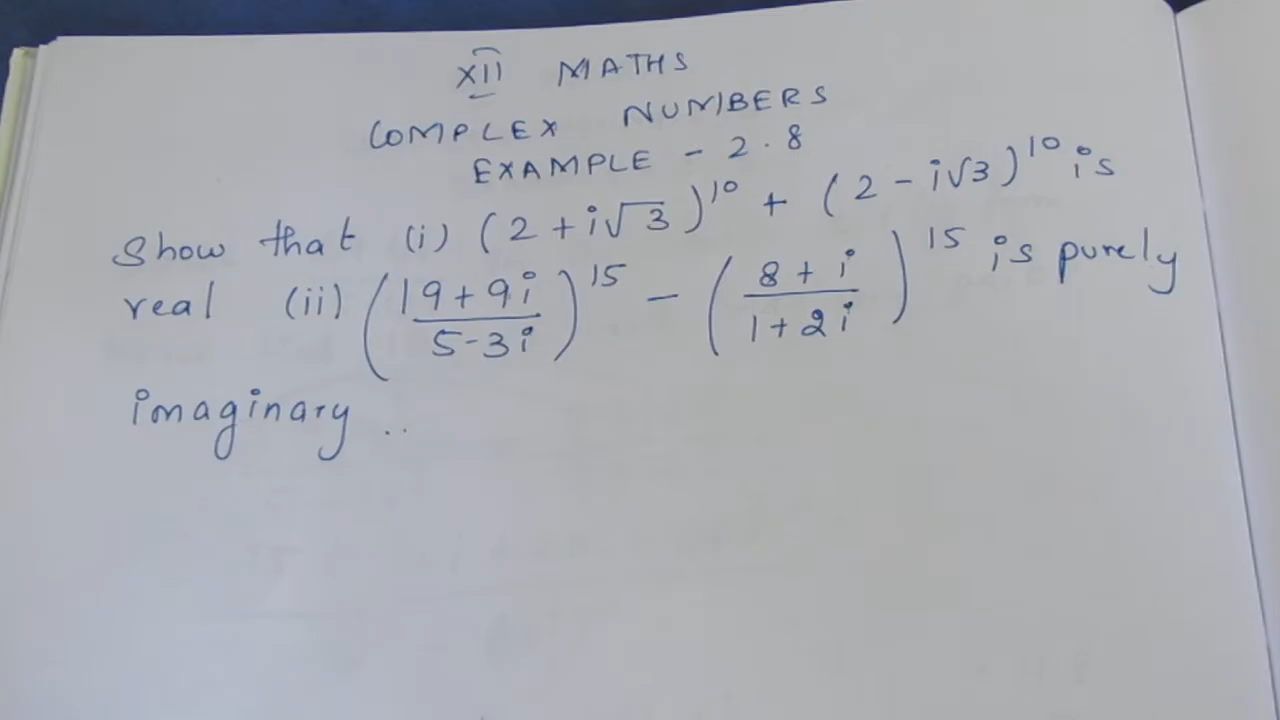 XII MATHS
COMPLEX NUMBERS
EXAMPLE - 2.8
Show that (i) (2 + i√3)^10 + (2 - i√3)^10 is
real (ii) ((19 + 9i)/(5 - 3i))^15 - ((8 + i)/(1 + 2i))^15 is purely
imaginary ..